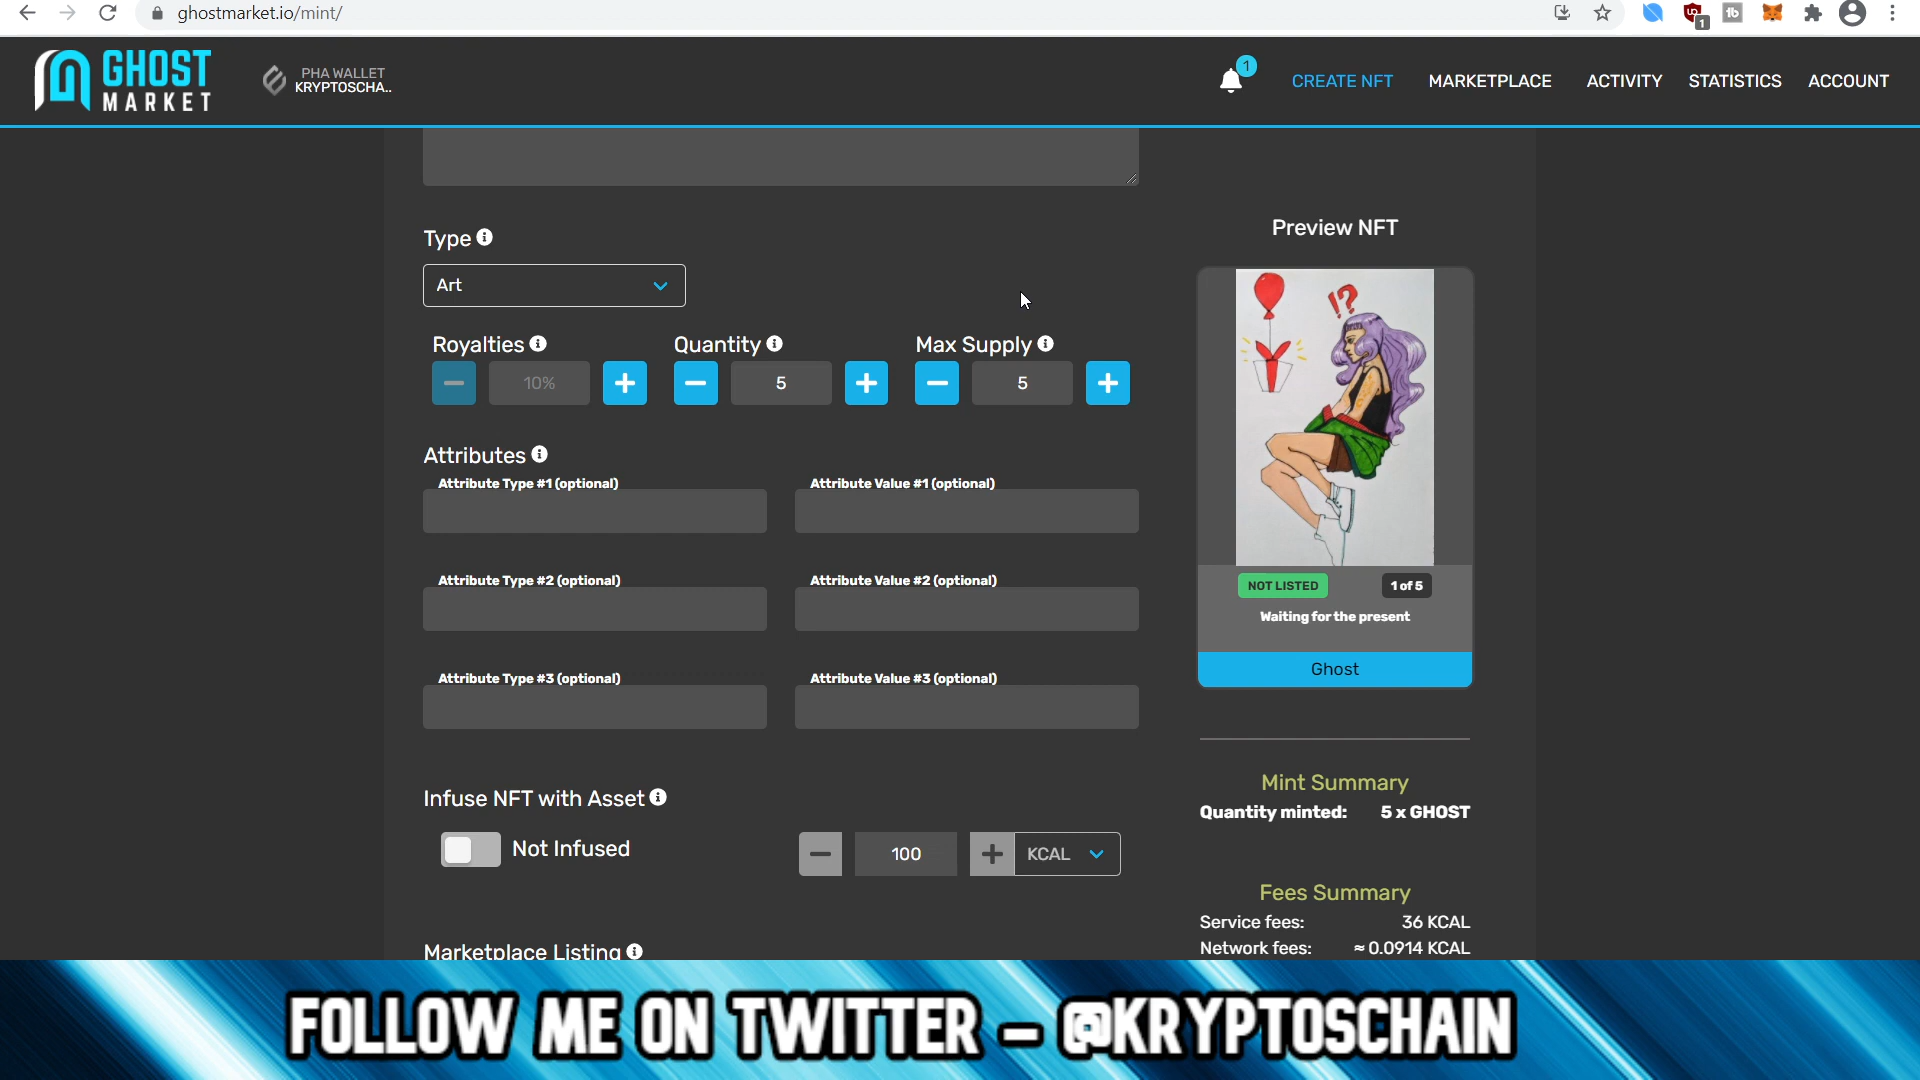 ghostmarket.io/mint/
1
GHOST
MARKET
PHA WALLET
KRYPTOSCHA..
1
CREATE NFT
MARKETPLACE
ACTIVITY
STATISTICS
ACCOUNT
Type
Art
Royalties
Quantity
Max Supply
10%
5
5
Attributes
Attribute Type #1 (optional)
Attribute Value #1 (optional)
Attribute Type #2 (optional)
Attribute Value #2 (optional)
Attribute Type #3 (optional)
Attribute Value #3 (optional)
Infuse NFT with Asset
Not Infused
100
KCAL
Marketplace Listing
Preview NFT
!?
NOT LISTED
1 of 5
Waiting for the present
Ghost
Mint Summary
Quantity minted: 5 x GHOST
Fees Summary
Service fees: 36 KCAL
Network fees: ≈ 0.0914 KCAL
FOLLOW ME ON TWITTER – @KRYPTOSCHAIN